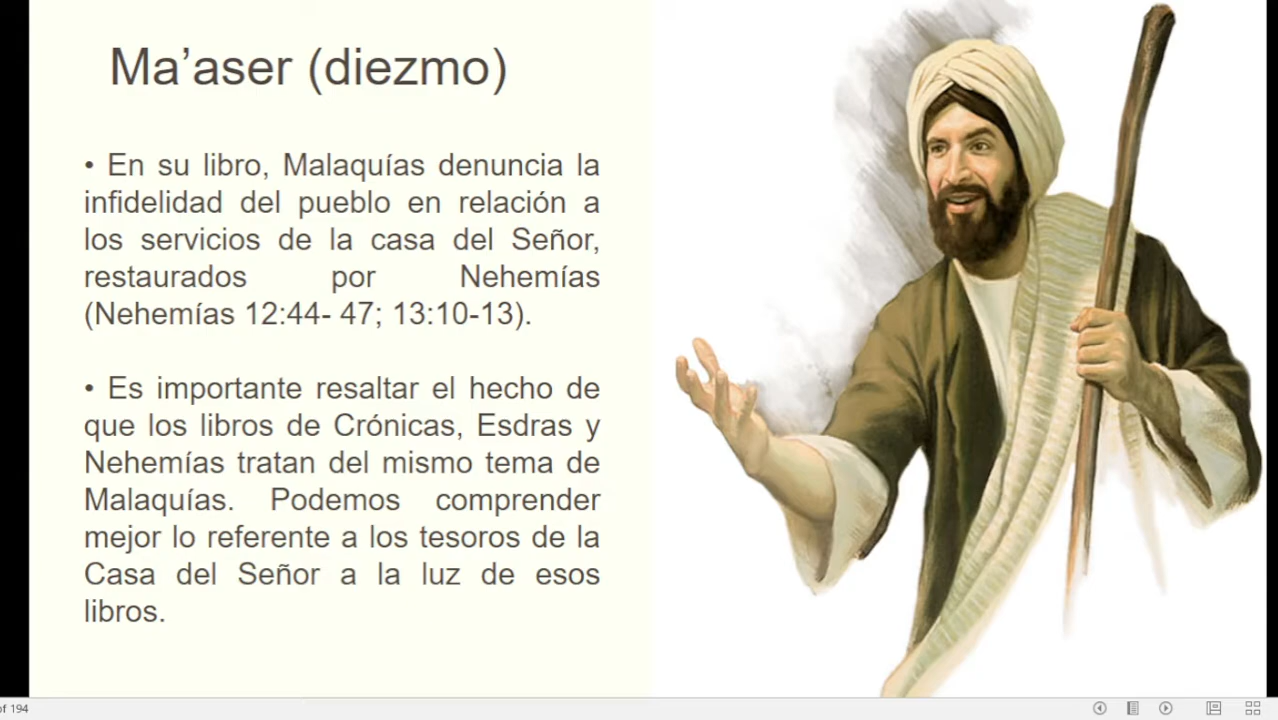 Ma’aser (diezmo)
• En su libro, Malaquías denuncia la
infidelidad del pueblo en relación a
los servicios de la casa del Señor,
restaurados por Nehemías
(Nehemías 12:44- 47; 13:10-13).
• Es importante resaltar el hecho de
que los libros de Crónicas, Esdras y
Nehemías tratan del mismo tema de
Malaquías. Podemos comprender
mejor lo referente a los tesoros de la
Casa del Señor a la luz de esos
libros.
of 194